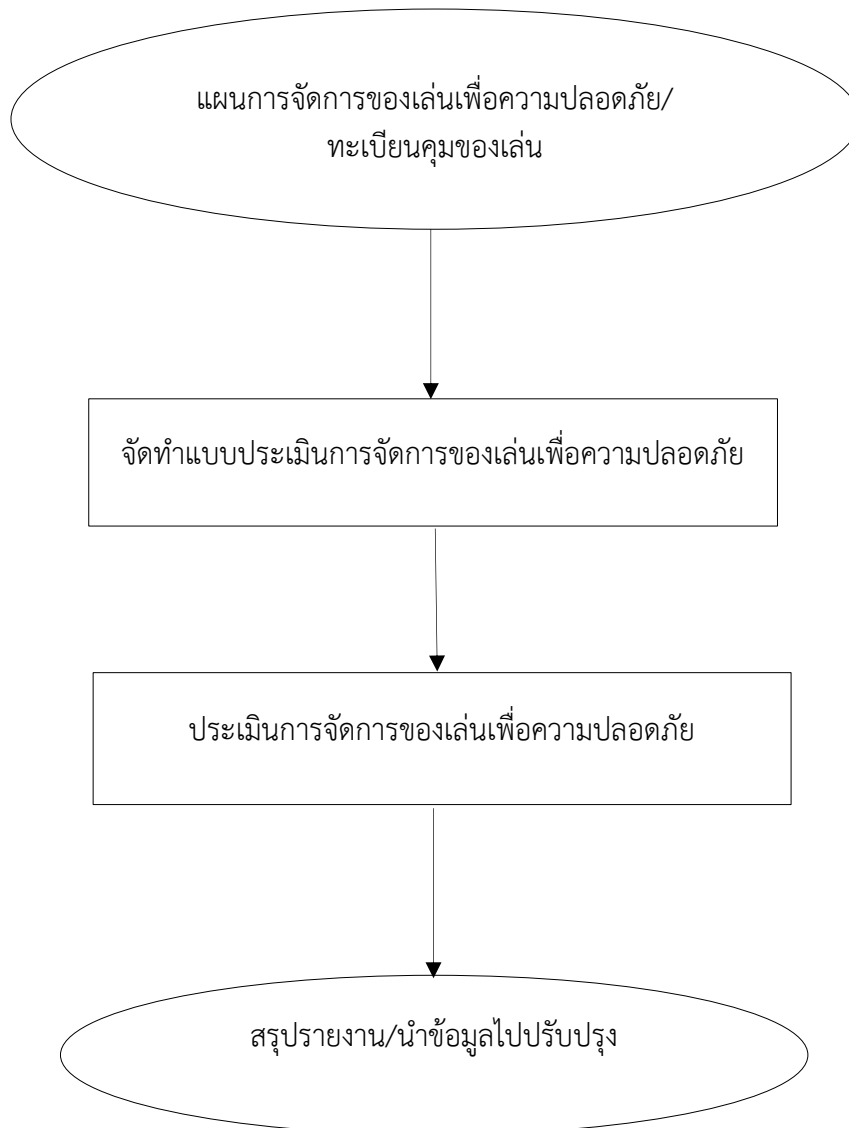 แผนการจัดการของเล่นเพื่อความปลอดภัย/
ทะเบียนคุมของเล่น
จัดทำแบบประเมินการจัดการของเล่นเพื่อความปลอดภัย
ประเมินการจัดการของเล่นเพื่อความปลอดภัย
สรุปรายงาน/นำข้อมูลไปปรับปรุง